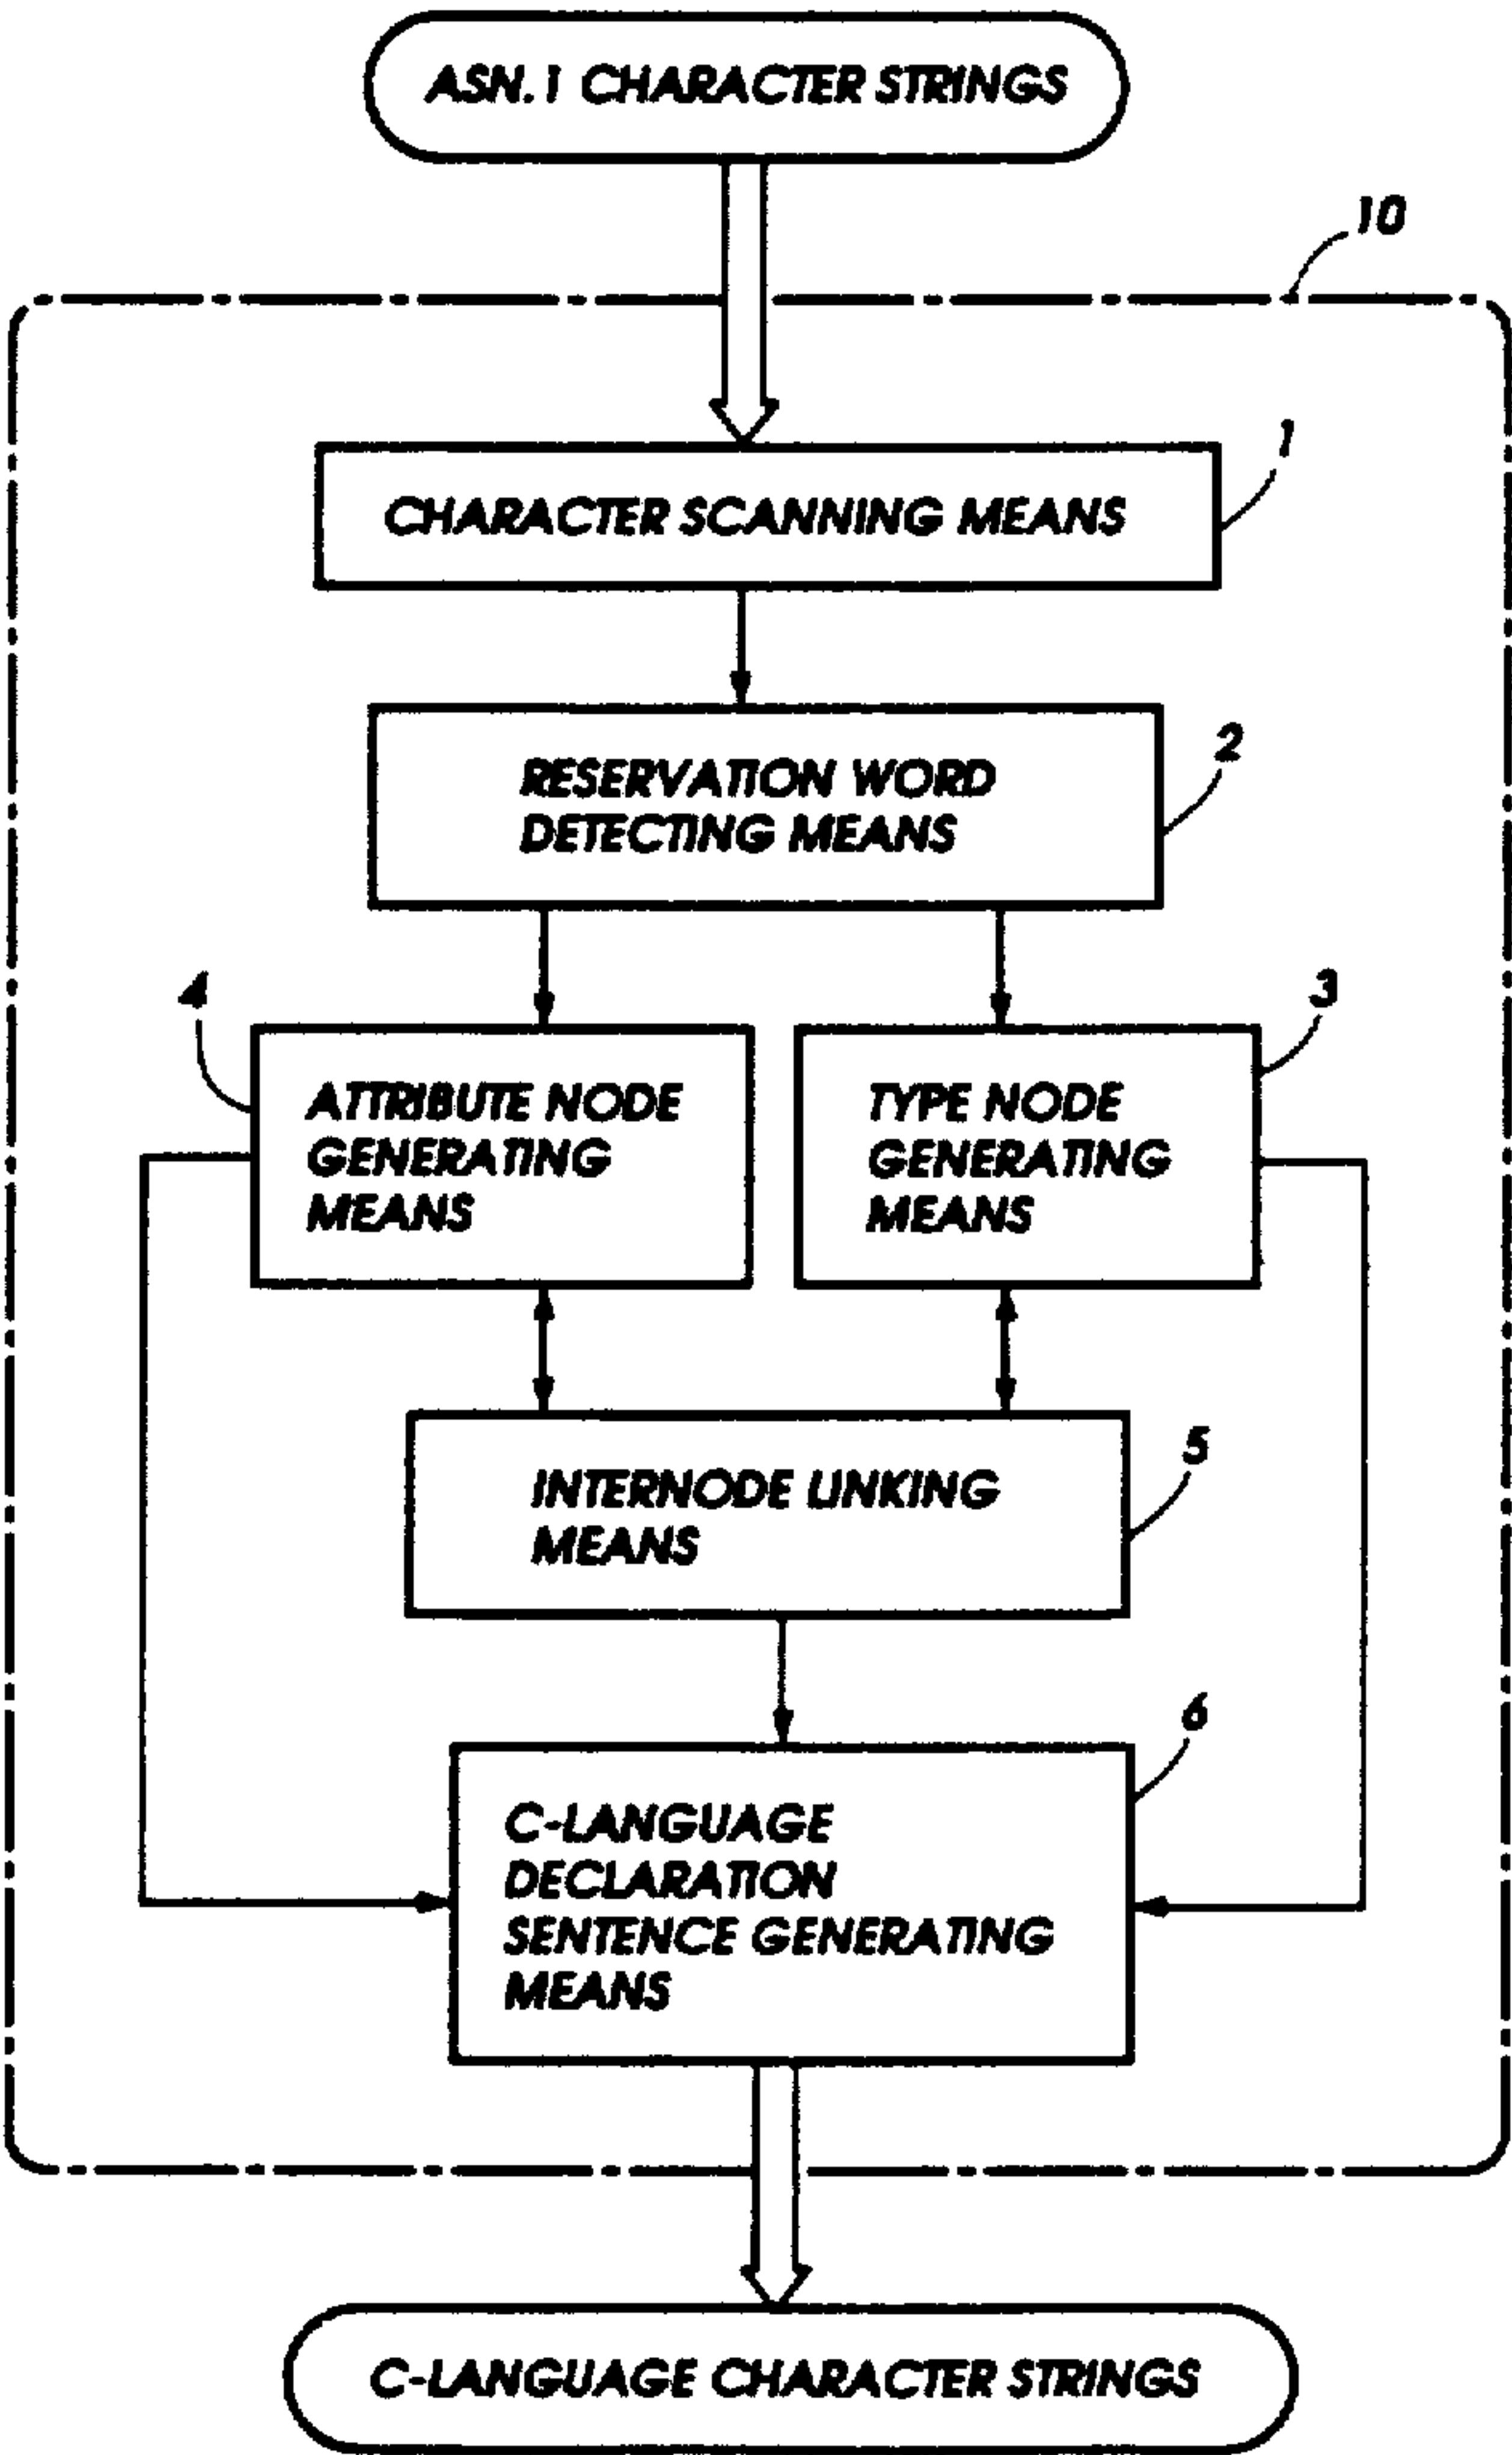 ASN.1 CHARACTER STRINGS
10
1
CHARACTER SCANNING MEANS
2
RESERVATION WORD
DETECTING MEANS
4
3
ATTRIBUTE NODE
GENERATING
MEANS
TYPE NODE
GENERATING
MEANS
5
INTERNODE LINKING
MEANS
6
C-LANGUAGE
DECLARATION
SENTENCE GENERATING
MEANS
C-LANGUAGE CHARACTER STRINGS